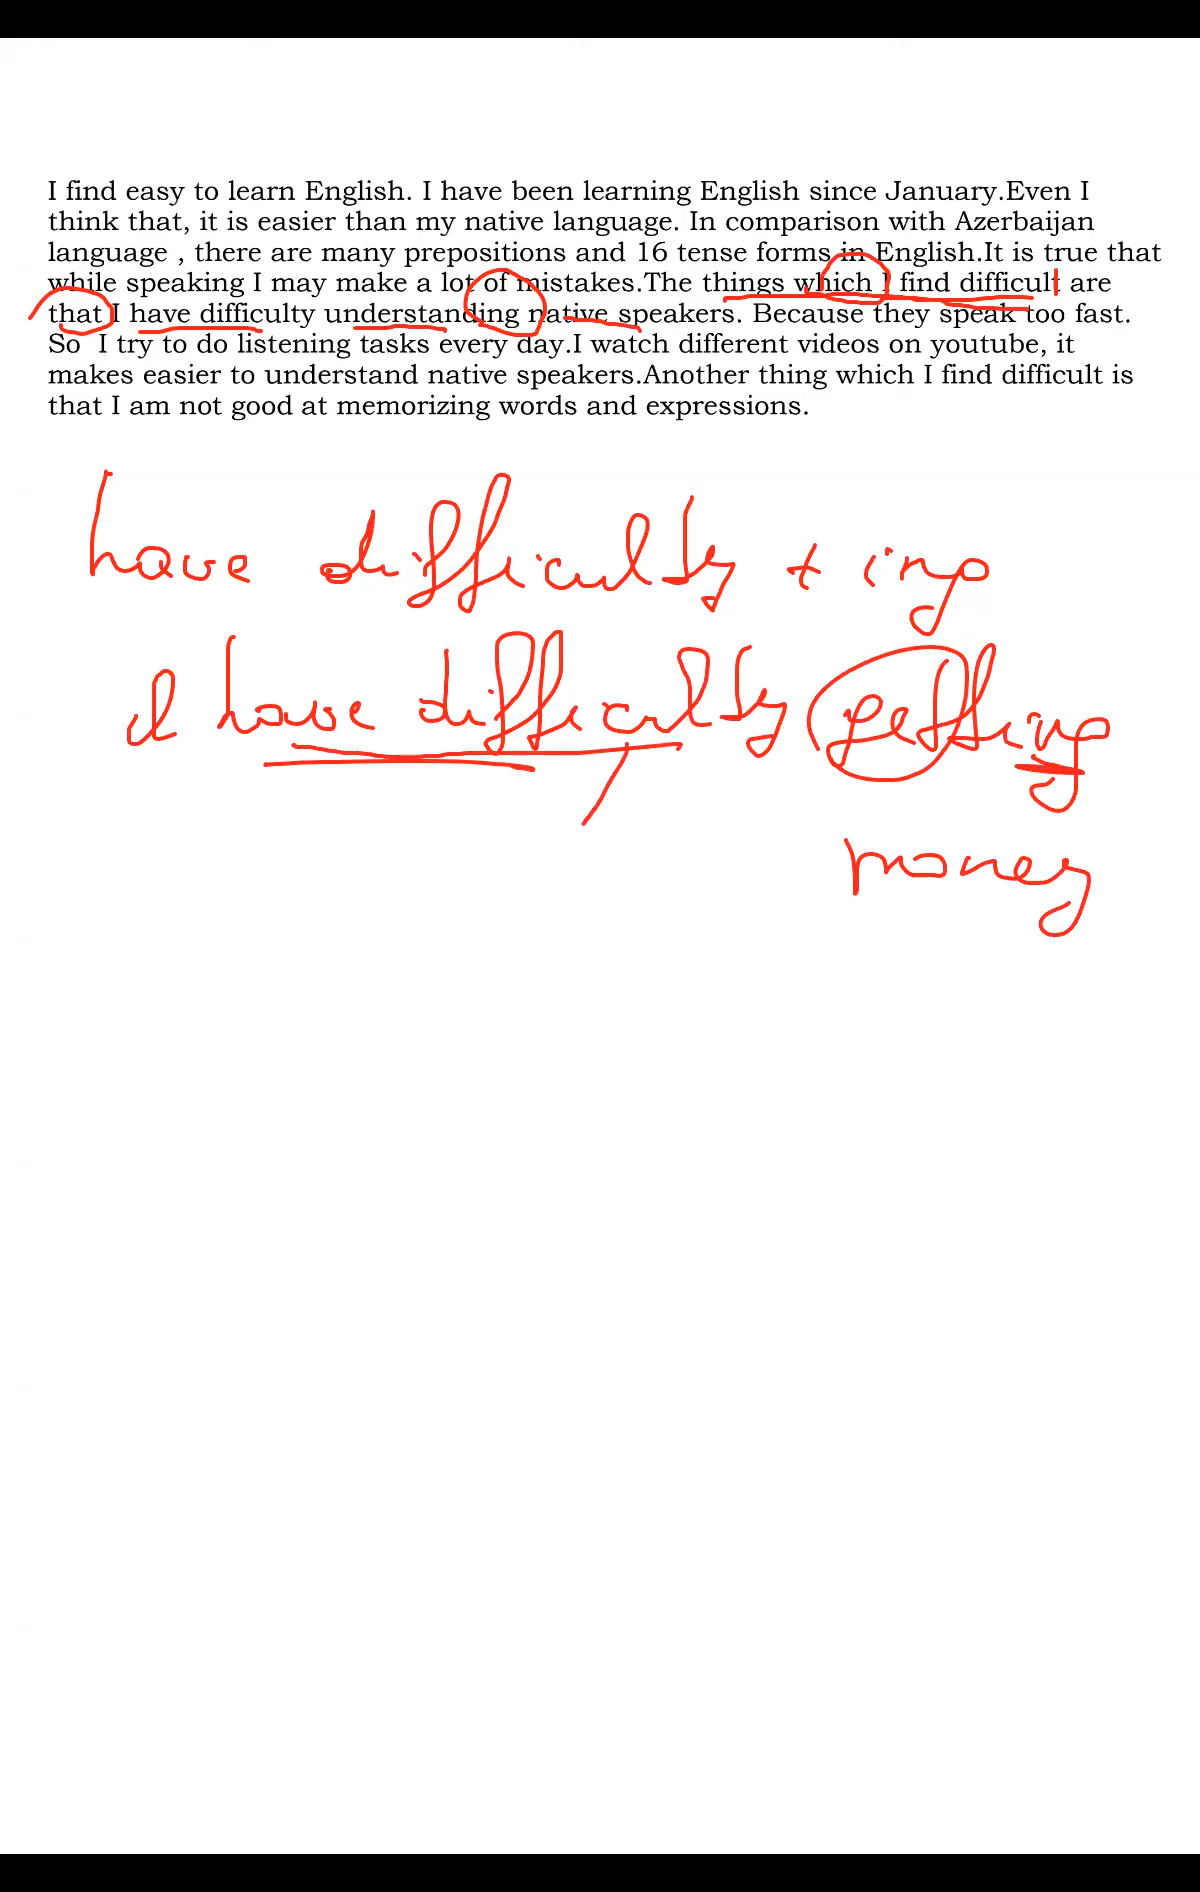 I find easy to learn English. I have been learning English since January.Even I
think that, it is easier than my native language. In comparison with Azerbaijan
language , there are many prepositions and 16 tense forms in English.It is true that
while speaking I may make a lot of mistakes.The things which I find difficult are
that I have difficulty understanding native speakers. Because they speak too fast.
So  I try to do listening tasks every day.I watch different videos on youtube, it
makes easier to understand native speakers.Another thing which I find difficult is
that I am not good at memorizing words and expressions.
have difficulty + ing
I have difficulty getting
money